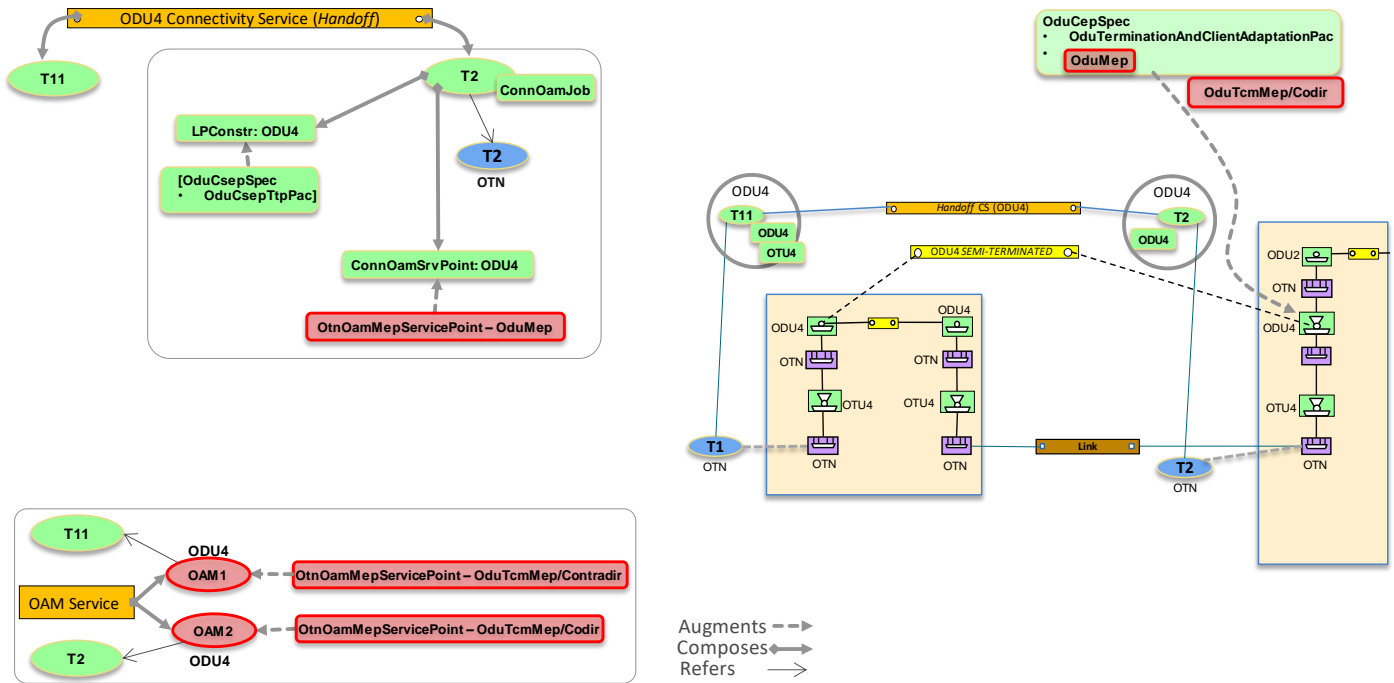 ODU4 Connectivity Service (Handoff)
T11
T2
ConnOamJob
LPConstr: ODU4
T2
OTN
[OduCsepSpec
• OduCsepTtpPac]
ConnOamSrvPoint: ODU4
OtnOamMepServicePoint – OduMep
OduCepSpec
• OduTerminationAndClientAdaptationPac
• OduMep
OduTcmMep/Codir
ODU4
T11
ODU4
OTU4
Handoff CS (ODU4)
ODU4
T2
ODU4
ODU4 SEMI-TERMINATED
ODU4
ODU4
OTN
OTN
OTU4
OTU4
OTN
OTN
T1
OTN
Link
T2
OTN
ODU2
OTN
ODU4
OTU4
OTN
T11
ODU4
OAM1
OtnOamMepServicePoint – OduTcmMep/Contradir
OAM Service
OAM2
OtnOamMepServicePoint – OduTcmMep/Codir
T2
ODU4
Augments
Composes
Refers